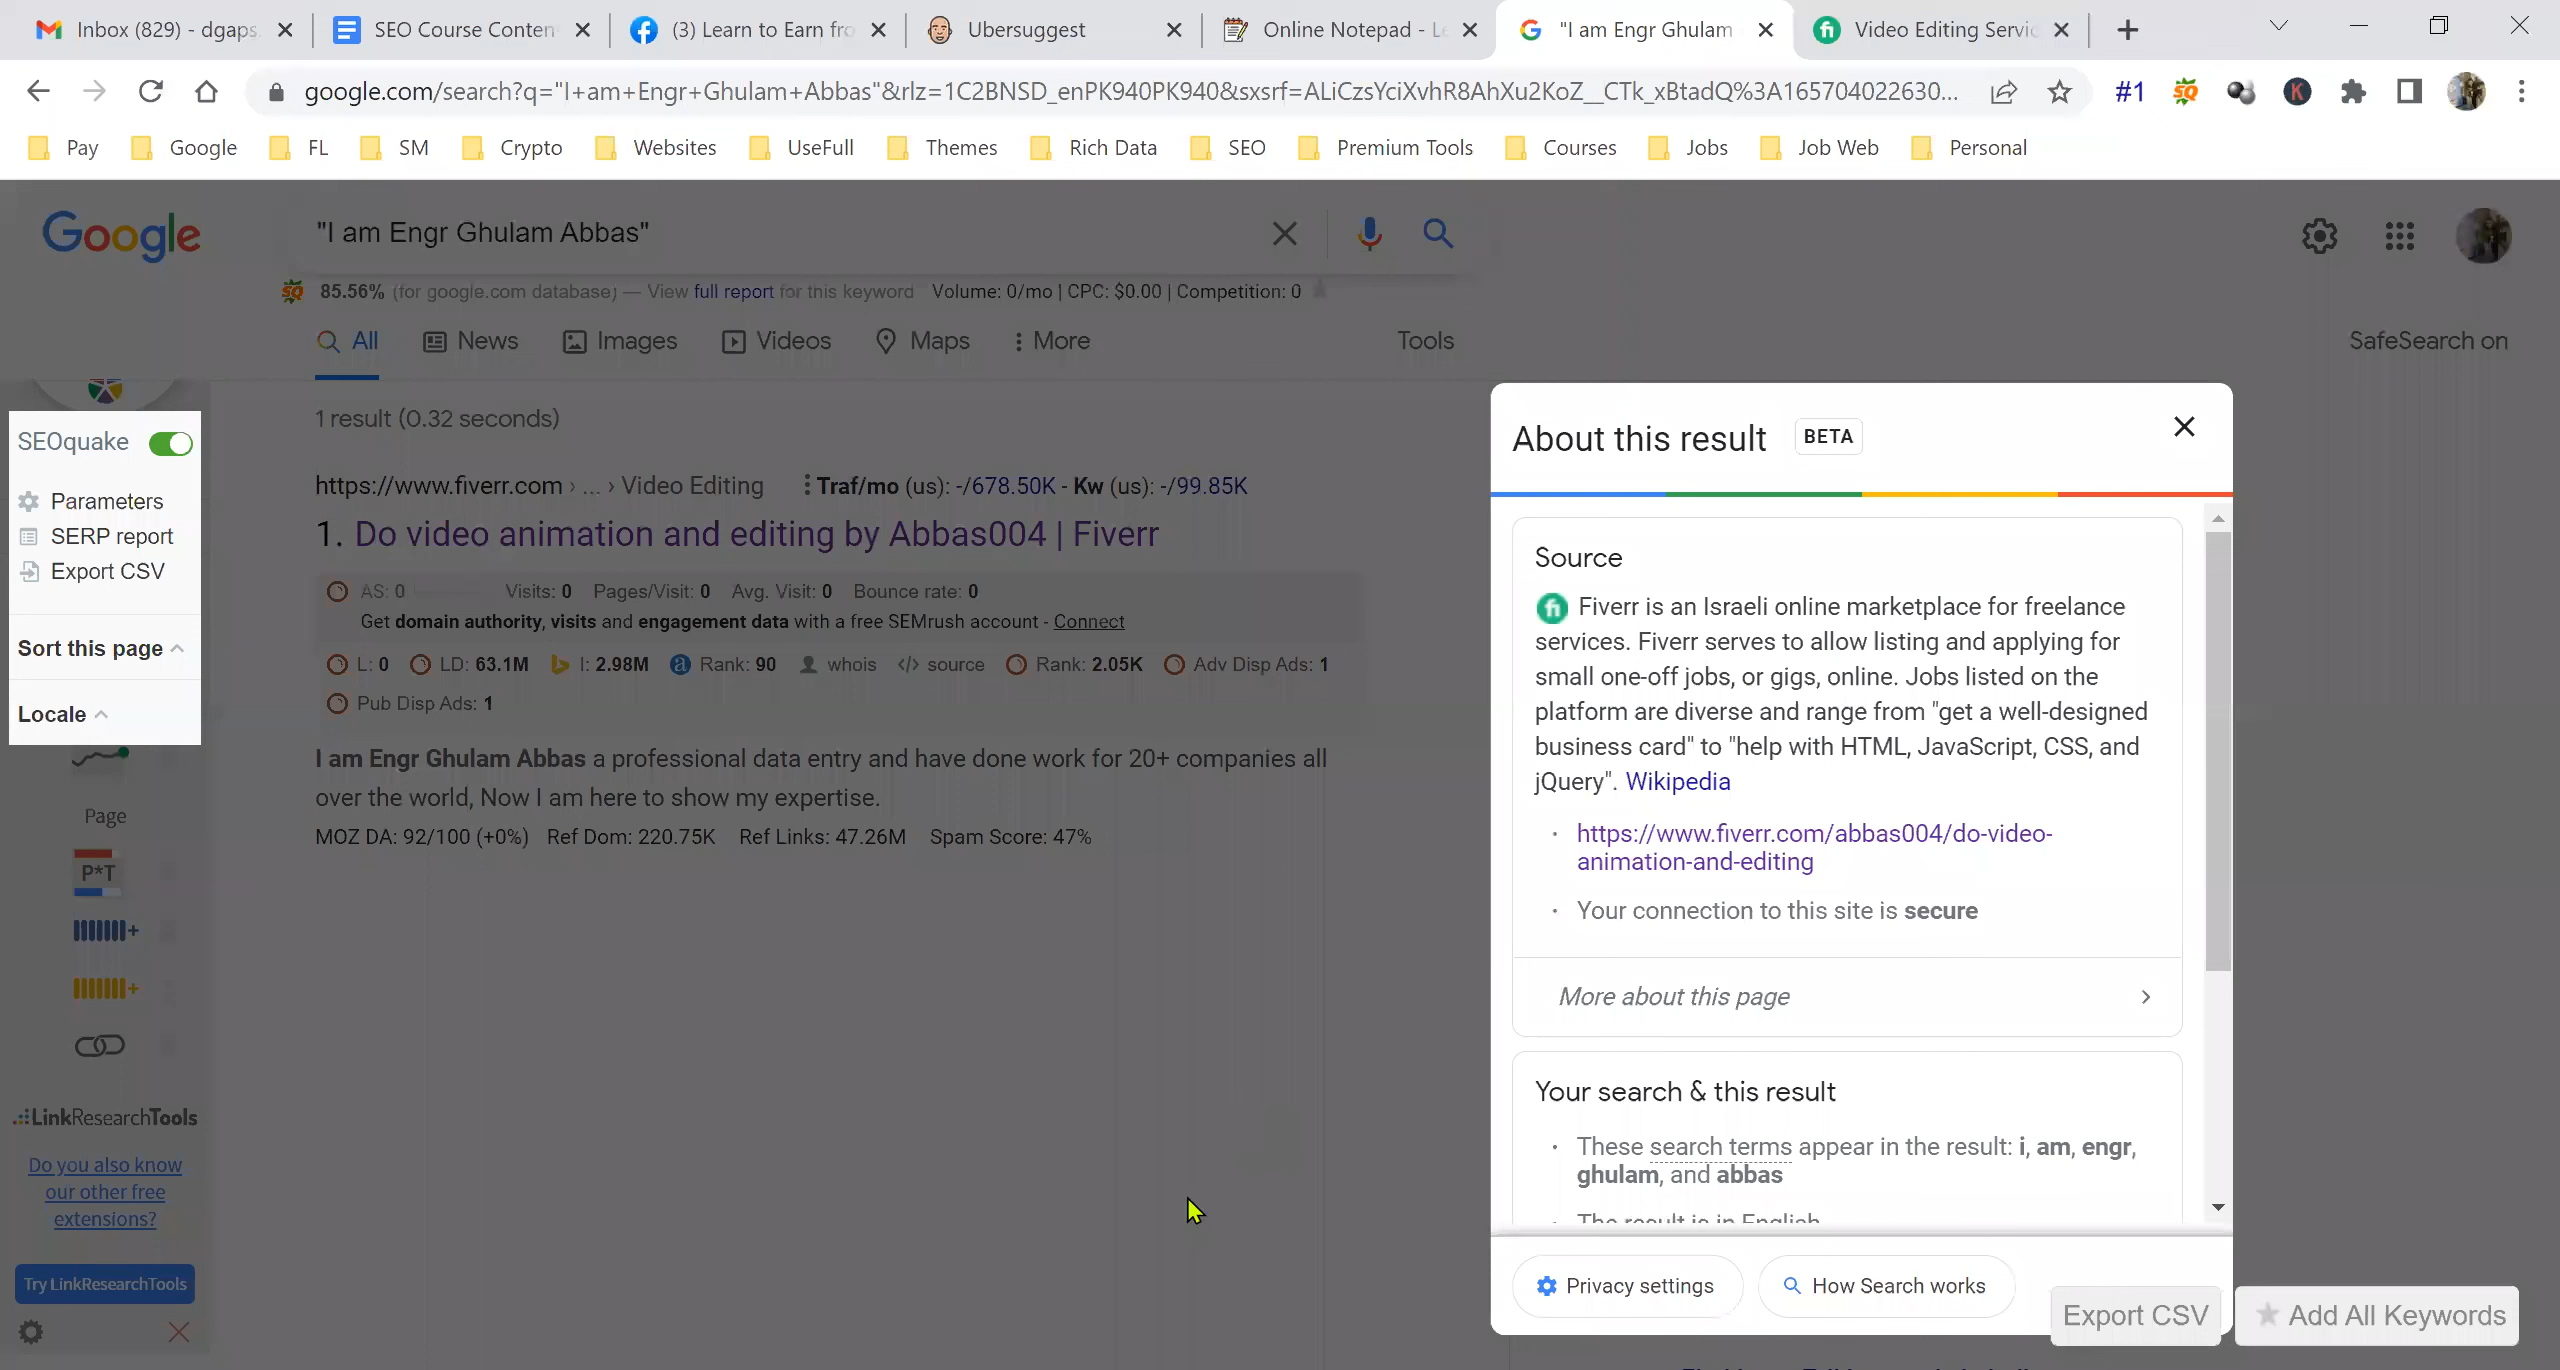 Inbox (829) - dgaps
SEO Course Conten
(3) Learn to Earn fro
Ubersuggest
Online Notepad - Le
"I am Engr Ghulam
Video Editing Servic
google.com/search?q="I+am+Engr+Ghulam+Abbas"&rlz=1C2BNSD_enPK940PK940&sxsrf=ALiCzsYciXvhR8AhXu2KoZ__CTk_xBtadQ%3A165704022630...
#1
Pay
Google
FL
SM
Crypto
Websites
UseFull
Themes
Rich Data
SEO
Premium Tools
Courses
Jobs
Job Web
Personal
Google
"I am Engr Ghulam Abbas"
85.56% (for google.com database) — View full report for this keyword Volume: 0/mo | CPC: $0.00 | Competition: 0
All
News
Images
Videos
Maps
More
Tools
SafeSearch on
1 result (0.32 seconds)
https://www.fiverr.com › ... › Video Editing
Traf/mo (us): -/678.50K - Kw (us): -/99.85K
1. Do video animation and editing by Abbas004 | Fiverr
AS: 0 Visits: 0 Pages/Visit: 0 Avg. Visit: 0 Bounce rate: 0
Get domain authority, visits and engagement data with a free SEMrush account - Connect
L: 0 LD: 63.1M I: 2.98M Rank: 90 whois source Rank: 2.05K Adv Disp Ads: 1
Pub Disp Ads: 1
I am Engr Ghulam Abbas a professional data entry and have done work for 20+ companies all
over the world, Now I am here to show my expertise.
MOZ DA: 92/100 (+0%) Ref Dom: 220.75K Ref Links: 47.26M Spam Score: 47%
SEOquake
Parameters
SERP report
Export CSV
Sort this page
Locale
Page
P*T
LinkResearchTools
Do you also know
our other free
extensions?
Try LinkResearchTools
About this result
BETA
Source
Fiverr is an Israeli online marketplace for freelance
services. Fiverr serves to allow listing and applying for
small one-off jobs, or gigs, online. Jobs listed on the
platform are diverse and range from "get a well-designed
business card" to "help with HTML, JavaScript, CSS, and
jQuery". Wikipedia
· https://www.fiverr.com/abbas004/do-video-
animation-and-editing
· Your connection to this site is secure
More about this page
Your search & this result
· These search terms appear in the result: i, am, engr,
ghulam, and abbas
· The result is in English
Privacy settings
How Search works
Export CSV
Add All Keywords